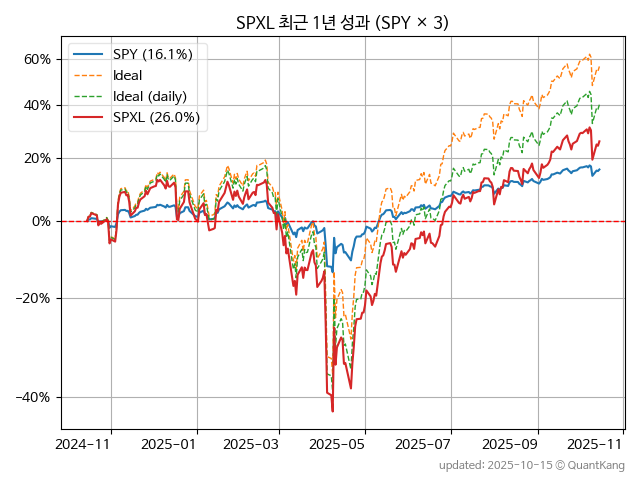 SPXL 최근 1년 성과 (SPY × 3)
SPY (16.1%)
Ideal
Ideal (daily)
SPXL (26.0%)
60%
40%
20%
0%
−20%
−40%
2024-11 2025-01 2025-03 2025-05 2025-07 2025-09 2025-11
updated: 2025-10-15 © QuantKang